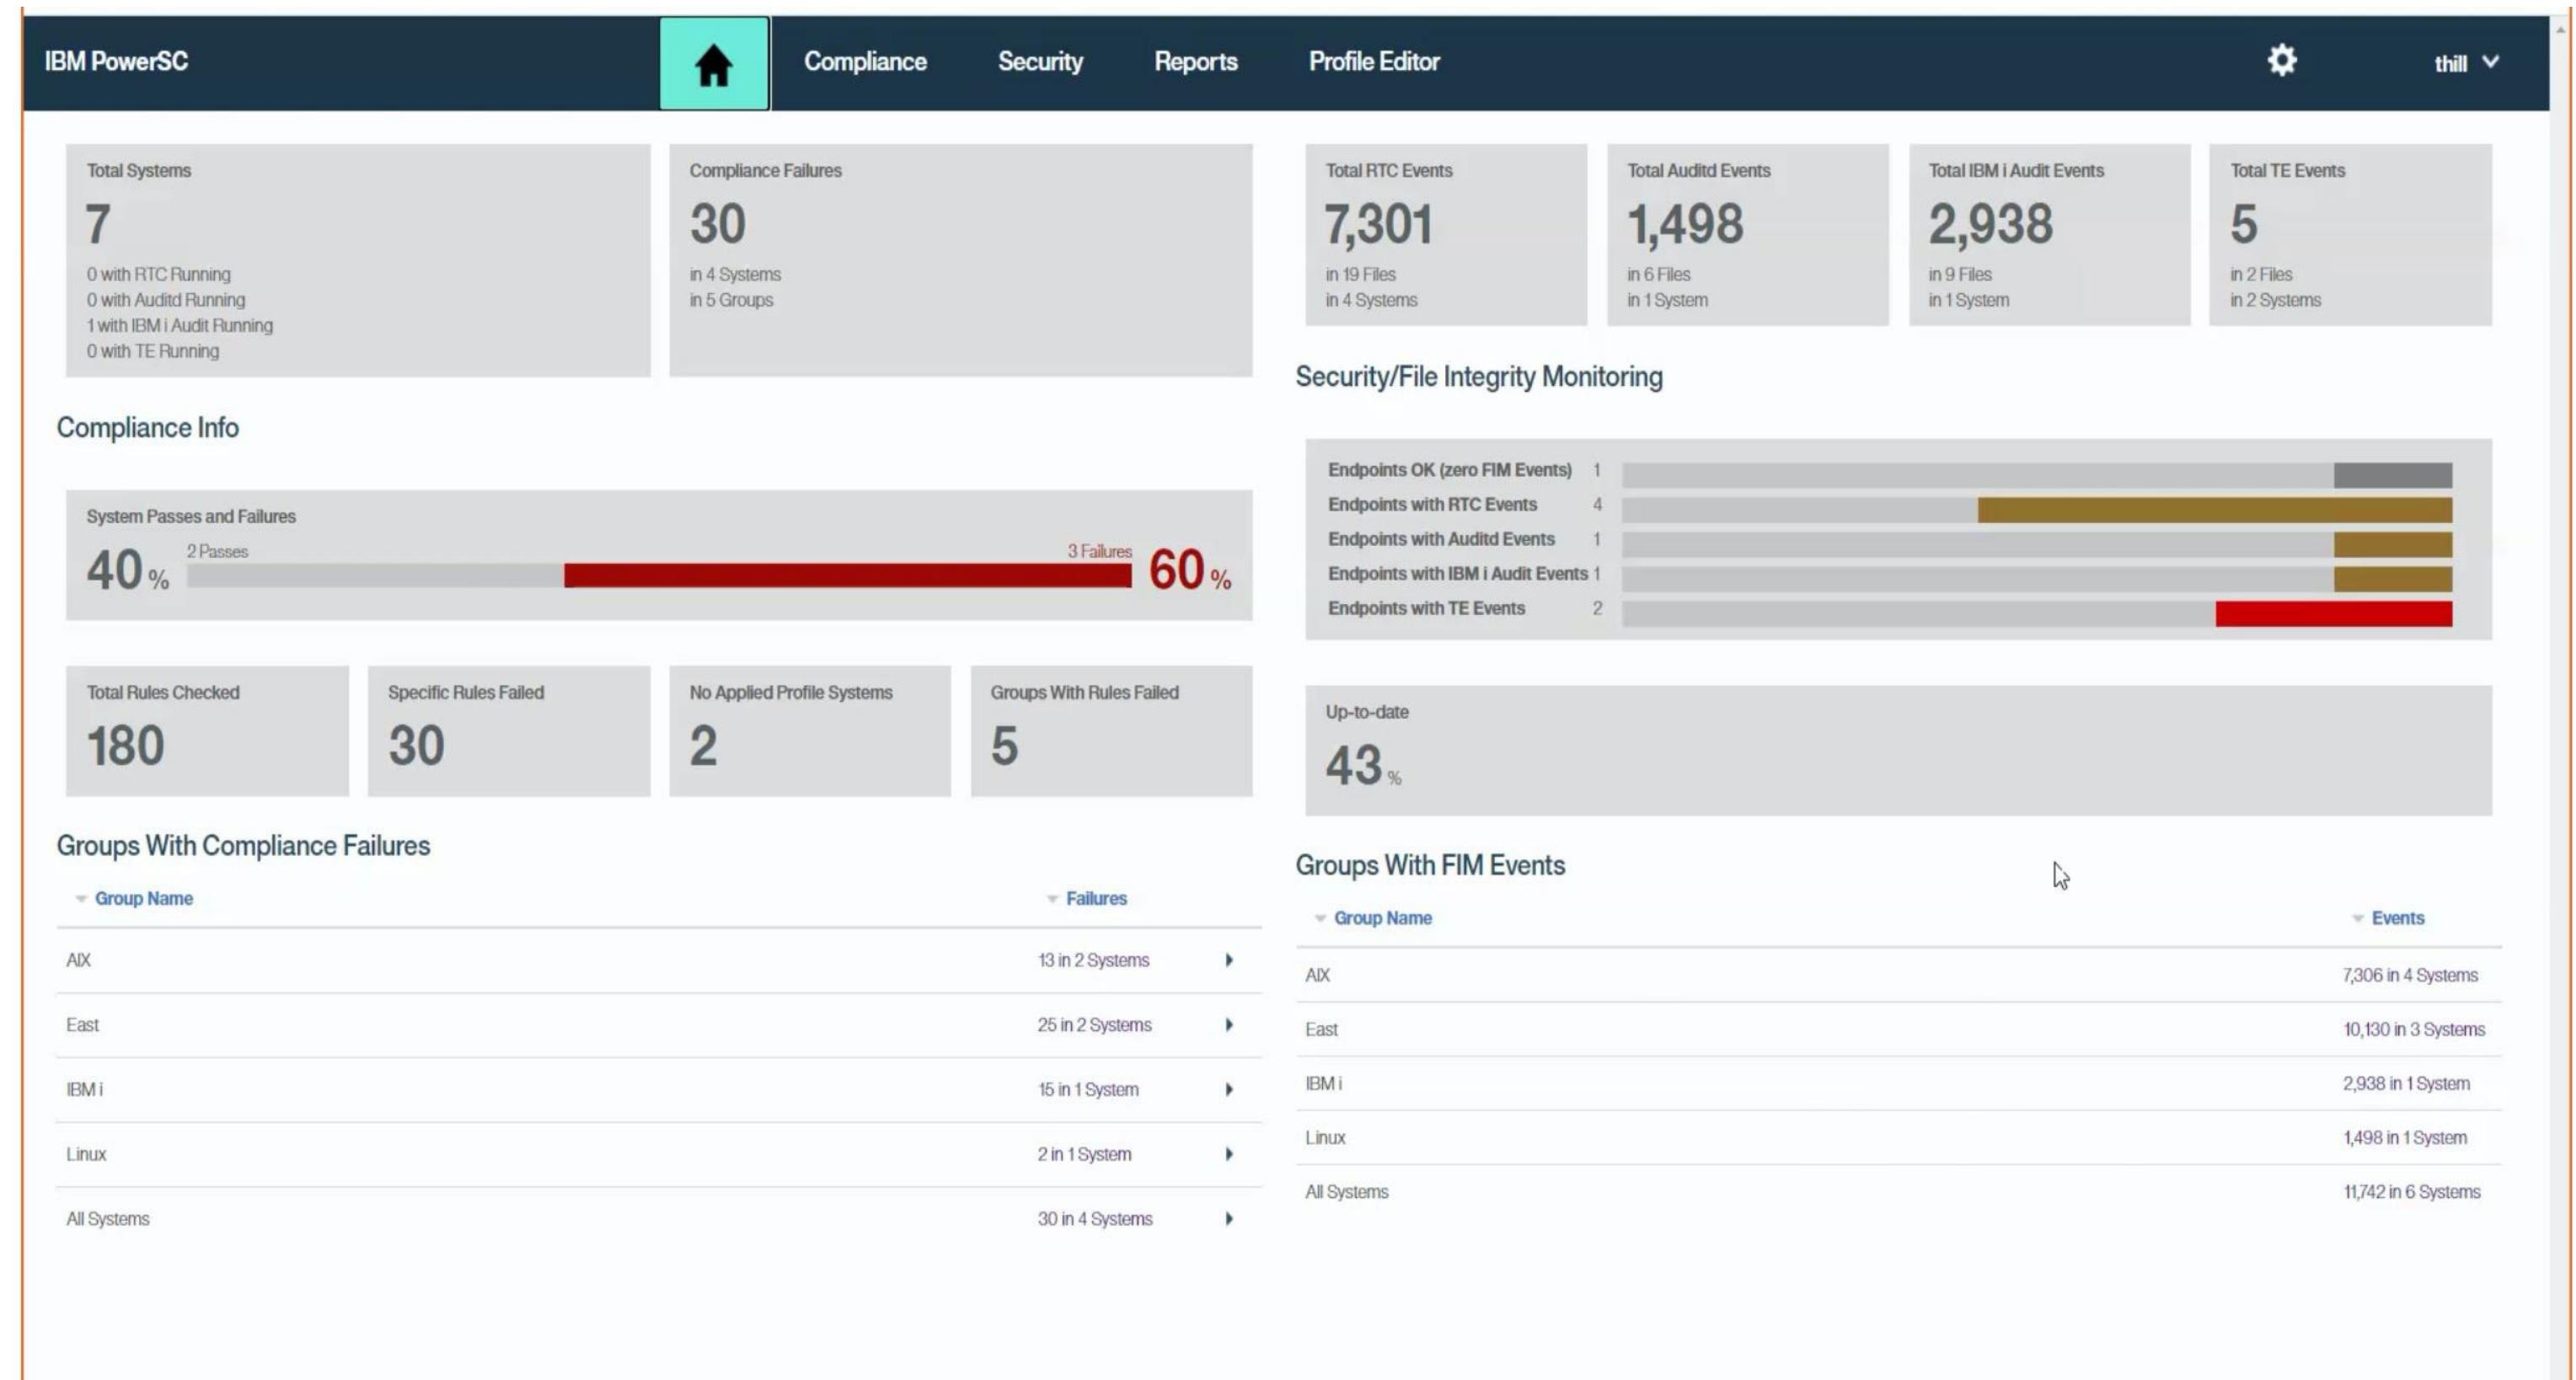 IBM PowerSC
Compliance
Security
Reports
Profile Editor
thill
Total Systems
7
0 with RTC Running
0 with Auditd Running
1 with IBM i Audit Running
0 with TE Running
Compliance Failures
30
in 4 Systems
in 5 Groups
Compliance Info
System Passes and Failures
40 %
2 Passes
3 Failures
60 %
Total Rules Checked
180
Specific Rules Failed
30
No Applied Profile Systems
2
Groups With Rules Failed
5
Groups With Compliance Failures
Group Name Failures
AIX 13 in 2 Systems
East 25 in 2 Systems
IBM i 15 in 1 System
Linux 2 in 1 System
All Systems 30 in 4 Systems
Total RTC Events
7,301
in 19 Files
in 4 Systems
Total Auditd Events
1,498
in 6 Files
in 1 System
Total IBM i Audit Events
2,938
in 9 Files
in 1 System
Total TE Events
5
in 2 Files
in 2 Systems
Security/File Integrity Monitoring
Endpoints OK (zero FIM Events) 1
Endpoints with RTC Events 4
Endpoints with Auditd Events 1
Endpoints with IBM i Audit Events 1
Endpoints with TE Events 2
Up-to-date
43 %
Groups With FIM Events
Group Name Events
AIX 7,306 in 4 Systems
East 10,130 in 3 Systems
IBM i 2,938 in 1 System
Linux 1,498 in 1 System
All Systems 11,742 in 6 Systems